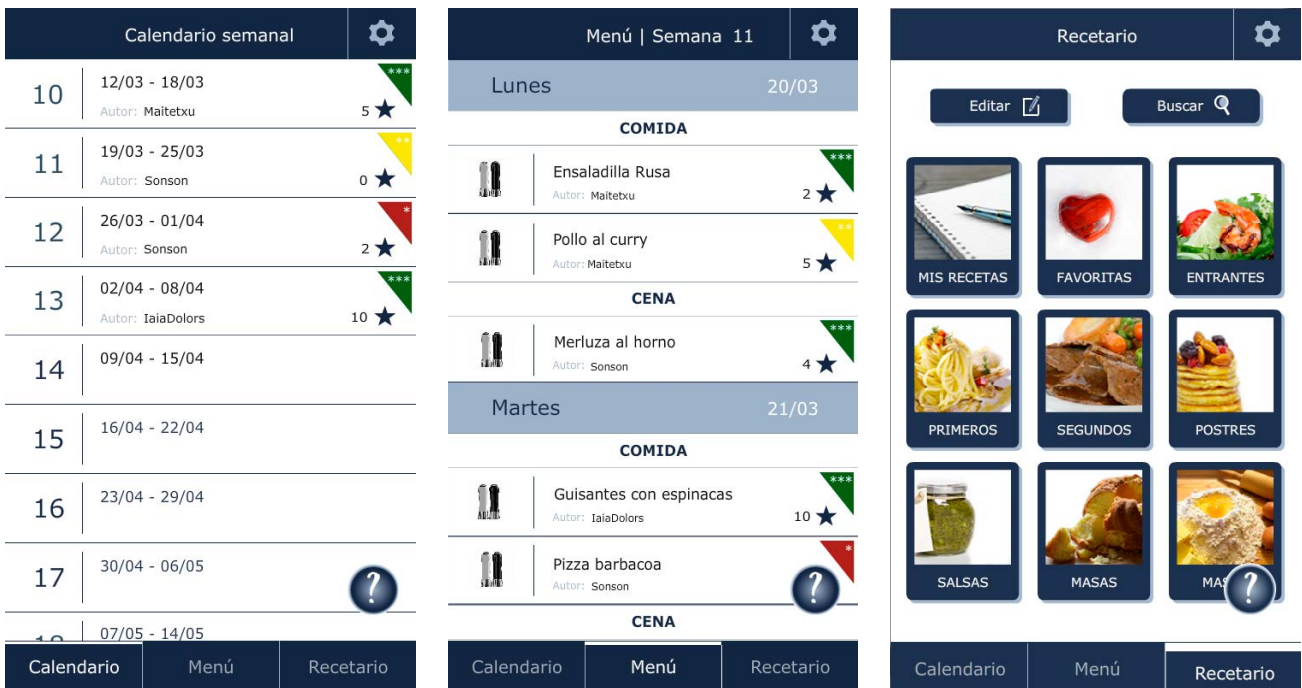 Calendario semanal
10
12/03 - 18/03
***
Autor: Maitetxu
5
11
19/03 - 25/03
**
Autor: Sonson
0
12
26/03 - 01/04
*
Autor: Sonson
2
13
02/04 - 08/04
***
Autor: IaiaDolors
10
14
09/04 - 15/04
15
16/04 - 22/04
16
23/04 - 29/04
17
30/04 - 06/05
?
07/05 - 14/05
Calendario Menú Recetario
Menú | Semana 11
Lunes 20/03
COMIDA
Ensaladilla Rusa
***
Autor: Maitetxu
2
Pollo al curry
**
Autor: Maitetxu
5
CENA
Merluza al horno
***
Autor: Sonson
4
Martes 21/03
COMIDA
Guisantes con espinacas
***
Autor: IaiaDolors
10
Pizza barbacoa
*
Autor: Sonson
?
CENA
Calendario Menú Recetario
Recetario
Editar Buscar
MIS RECETAS FAVORITAS ENTRANTES
PRIMEROS SEGUNDOS POSTRES
SALSAS MASAS
?
Calendario Menú Recetario